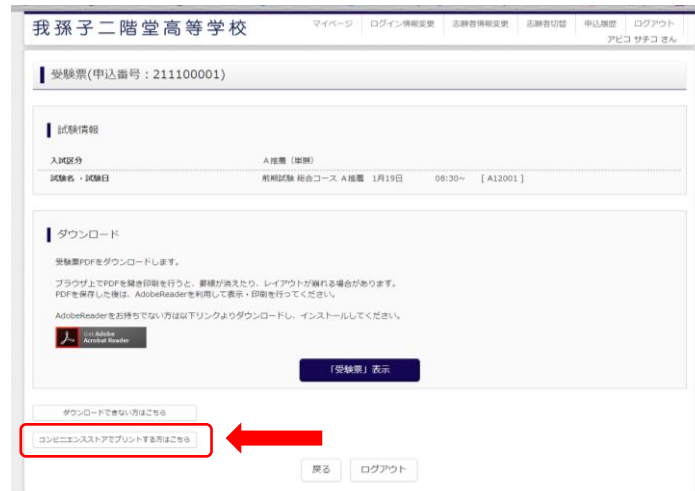 我孫子二階堂高等学校
マイページ ログイン情報変更 志願者情報変更 志願者切替 申込履歴 ログアウト
アビコ サチコ さん
受験票(申込番号：211100001)
試験情報
入試区分 A推薦（単願）
試験名・試験日 前期試験 総合コース A推薦 1月19日 08:30~ [ A12001 ]
ダウンロード
受験票PDFをダウンロードします。
ブラウザ上でPDFを開き印刷を行うと、罫線が消えたり、レイアウトが崩れる場合があります。
PDFを保存した後は、AdobeReaderを利用して表示・印刷を行ってください。
AdobeReaderをお持ちでない方は以下リンクよりダウンロードし、インストールしてください。
Get Adobe
Acrobat Reader
「受験票」表示
ダウンロードできない方はこちら
コンビニエンスストアでプリントする方はこちら
戻る ログアウト